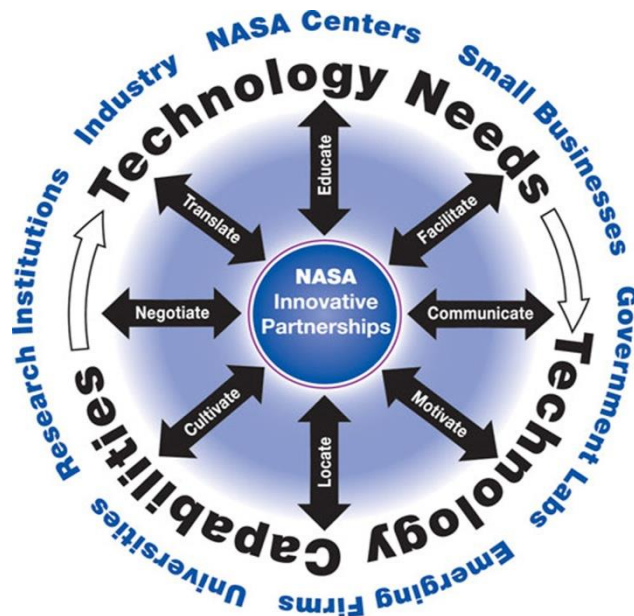 NASA Centers
Small Businesses
Government Labs
Emerging Firms
Universities
Research Institutions
Industry
Technology Needs
Technology Capabilities
Educate
Facilitate
Communicate
Motivate
Locate
Cultivate
Negotiate
Translate
NASA
Innovative
Partnerships